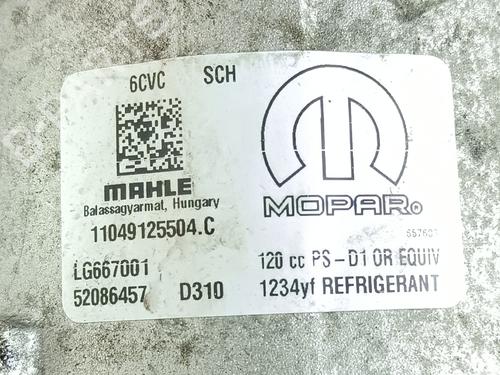 6CVC SCH
MAHLE
Balassagyarmat, Hungary
11049125504.C
MOPAR®
LG667001
120 cc PS-D1 OR EQUIV
52086457 D310
1234yf REFRIGERANT